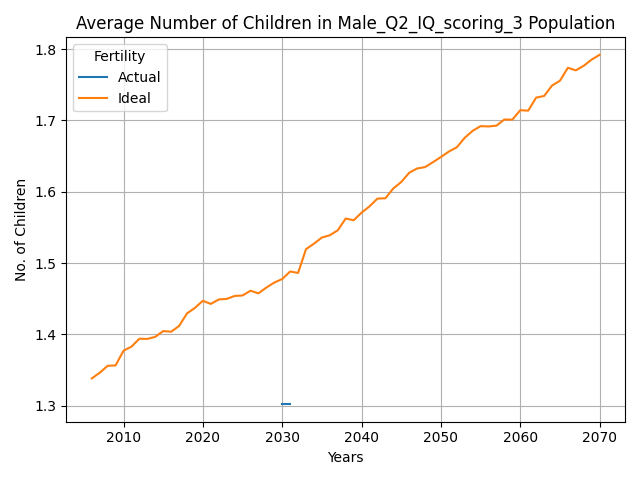 Average Number of Children in Male_Q2_IQ_scoring_3 Population
Fertility
Actual
Ideal
No. of Children
1.8
1.7
1.6
1.5
1.4
1.3
2010 2020 2030 2040 2050 2060 2070
Years